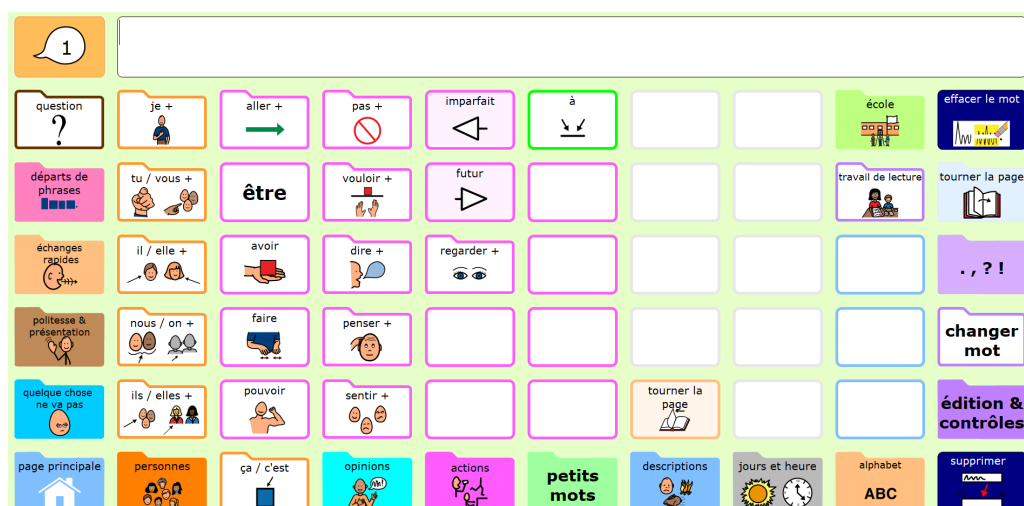 1
question
je +
aller +
pas +
imparfait
à
école
effacer le mot
départs de
phrases
tu / vous +
être
vouloir +
futur
travail de lecture
tourner la page
échanges
rapides
il / elle +
avoir
dire +
regarder +
. , ? !
politesse &
présentation
nous / on +
faire
penser +
changer
mot
quelque chose
ne va pas
ils / elles +
pouvoir
sentir +
tourner la
page
édition &
contrôles
page principale
personnes
ça / c'est
opinions
actions
petits
mots
descriptions
jours et heure
alphabet
ABC
supprimer